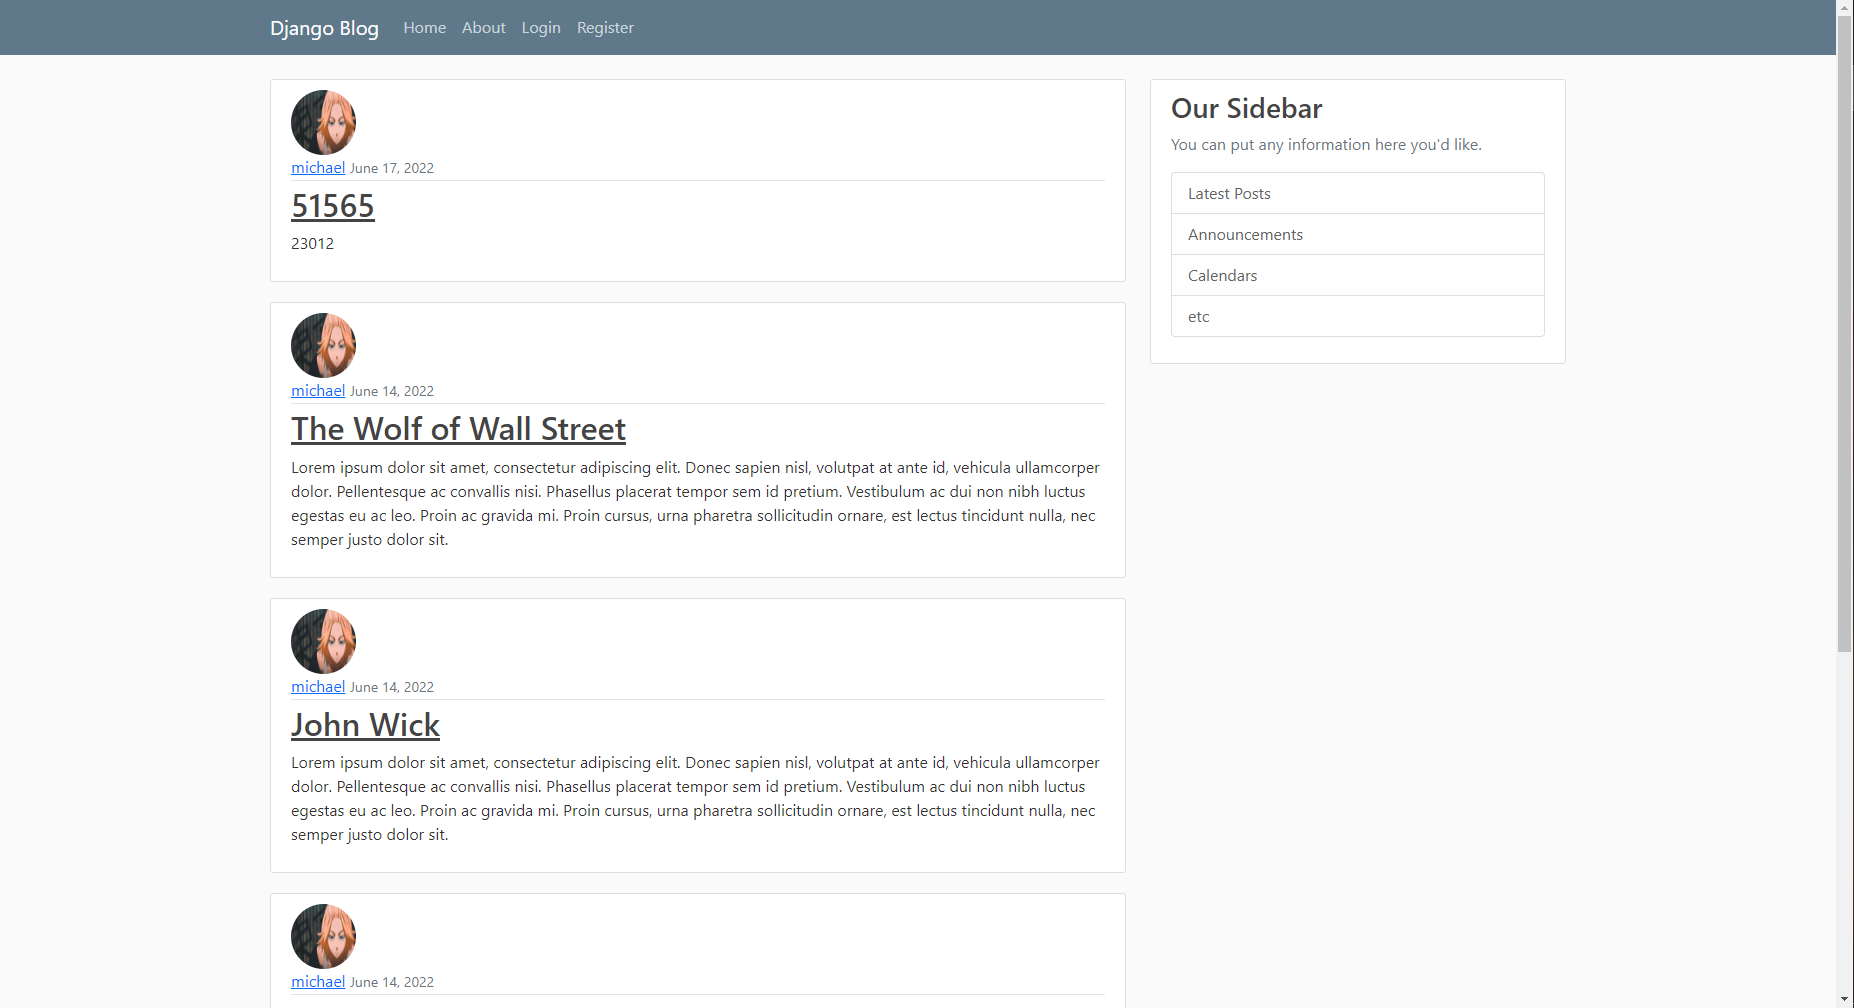 Django Blog Home About Login Register
michael June 17, 2022
51565
23012
michael June 14, 2022
The Wolf of Wall Street
Lorem ipsum dolor sit amet, consectetur adipiscing elit. Donec sapien nisl, volutpat at ante id, vehicula ullamcorper
dolor. Pellentesque ac convallis nisi. Phasellus placerat tempor sem id pretium. Vestibulum ac dui non nibh luctus
egestas eu ac leo. Proin ac gravida mi. Proin cursus, urna pharetra sollicitudin ornare, est lectus tincidunt nulla, nec
semper justo dolor sit.
michael June 14, 2022
John Wick
Lorem ipsum dolor sit amet, consectetur adipiscing elit. Donec sapien nisl, volutpat at ante id, vehicula ullamcorper
dolor. Pellentesque ac convallis nisi. Phasellus placerat tempor sem id pretium. Vestibulum ac dui non nibh luctus
egestas eu ac leo. Proin ac gravida mi. Proin cursus, urna pharetra sollicitudin ornare, est lectus tincidunt nulla, nec
semper justo dolor sit.
michael June 14, 2022
Our Sidebar
You can put any information here you'd like.
Latest Posts
Announcements
Calendars
etc